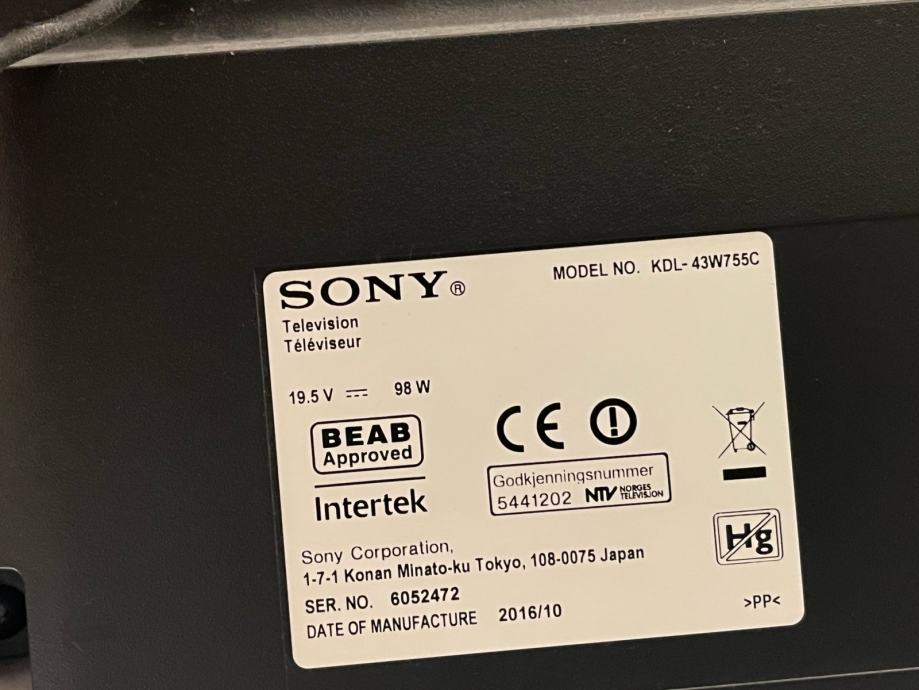 SONY®
MODEL NO. KDL-43W755C
Television
Téléviseur
19.5 V ⎓ 98 W
BEAB
Approved
Intertek
CE
Godkjenningsnummer
5441202 NTV NORGES TELEVISJON
Hg
Sony Corporation,
1-7-1 Konan Minato-ku Tokyo, 108-0075 Japan
SER. NO. 6052472
DATE OF MANUFACTURE 2016/10
>PP<